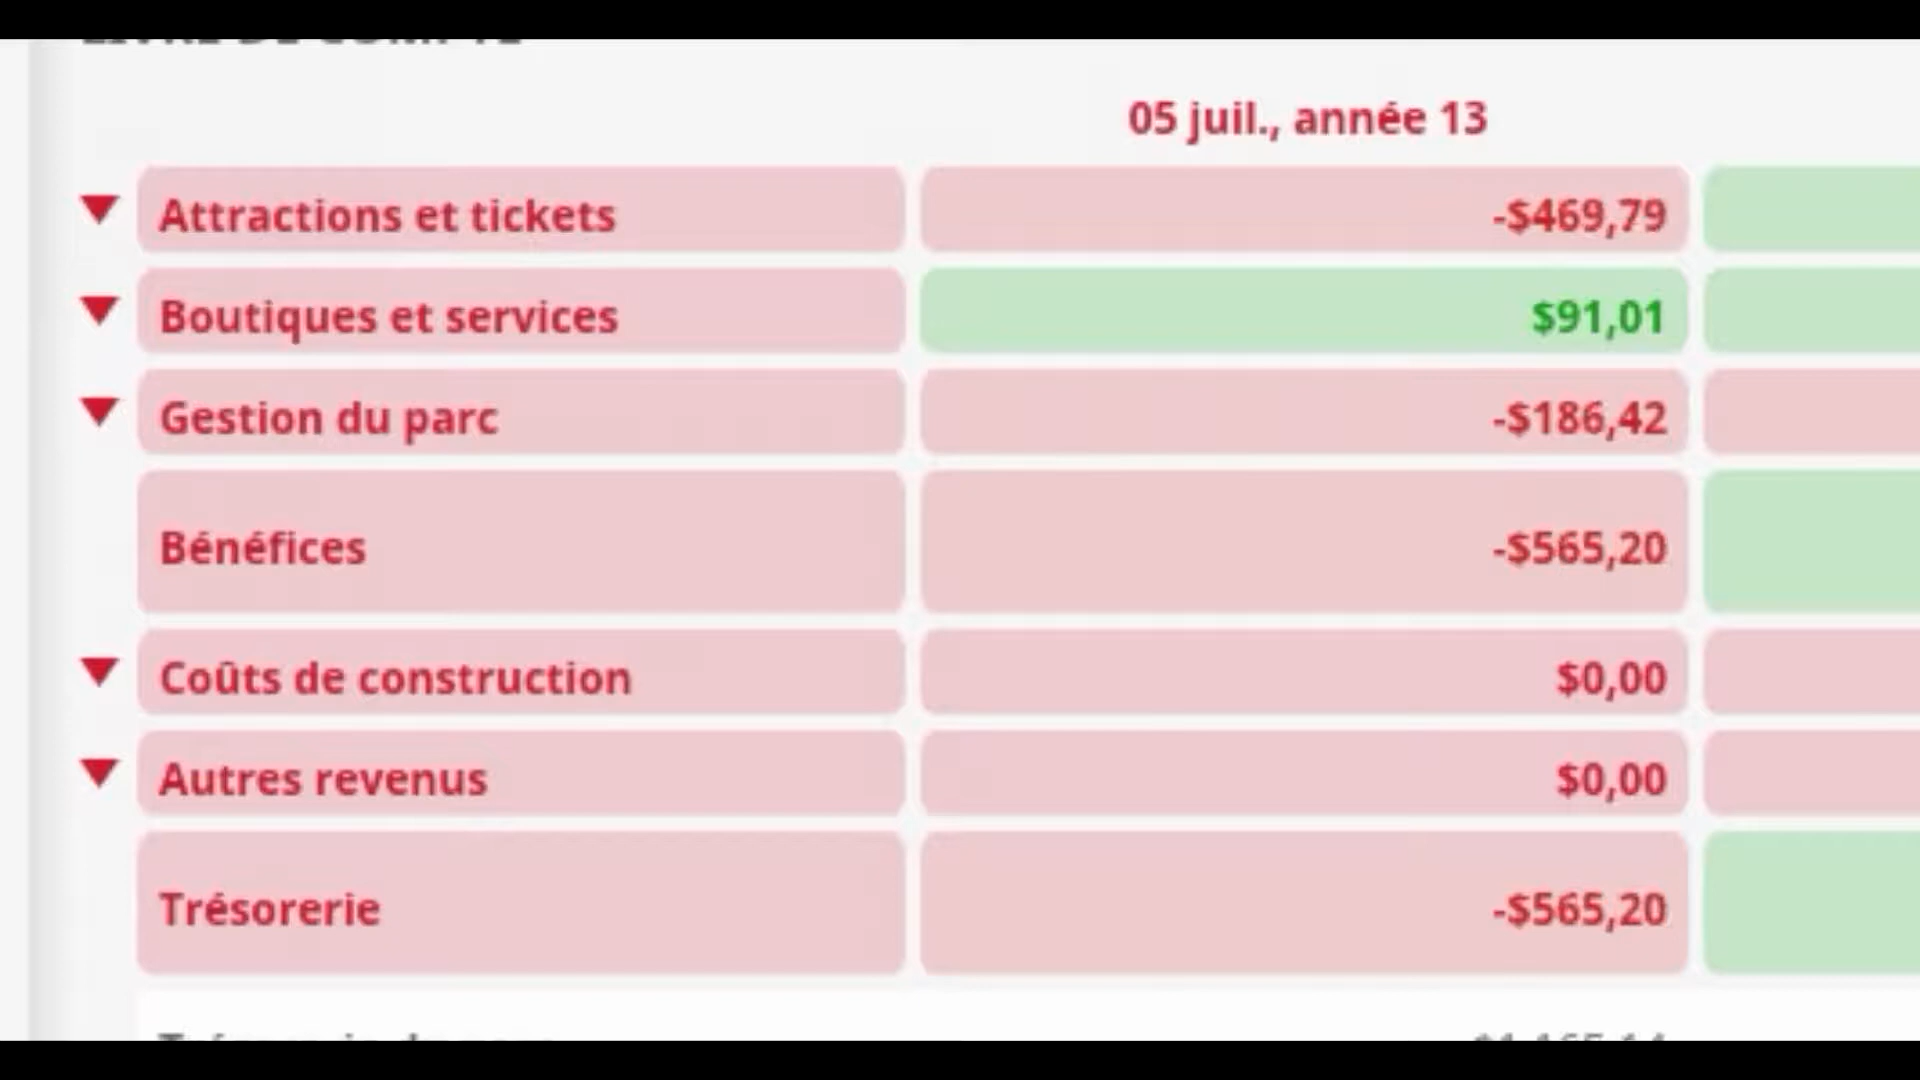 05 juil., année 13
Attractions et tickets -$469,79
Boutiques et services $91,01
Gestion du parc -$186,42
Bénéfices -$565,20
Coûts de construction $0,00
Autres revenus $0,00
Trésorerie -$565,20